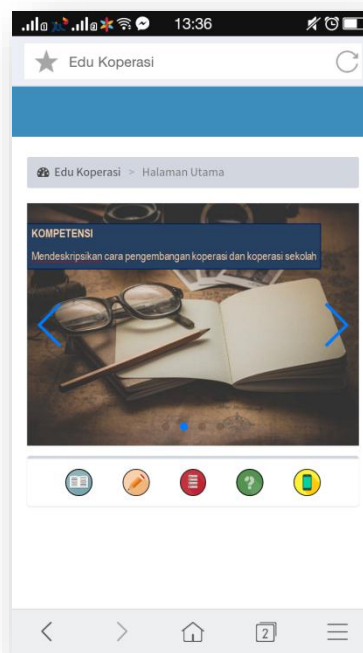 13:36
Edu Koperasi
Edu Koperasi > Halaman Utama
KOMPETENSI
Mendeskripsikan cara pengembangan koperasi dan koperasi sekolah
?
2